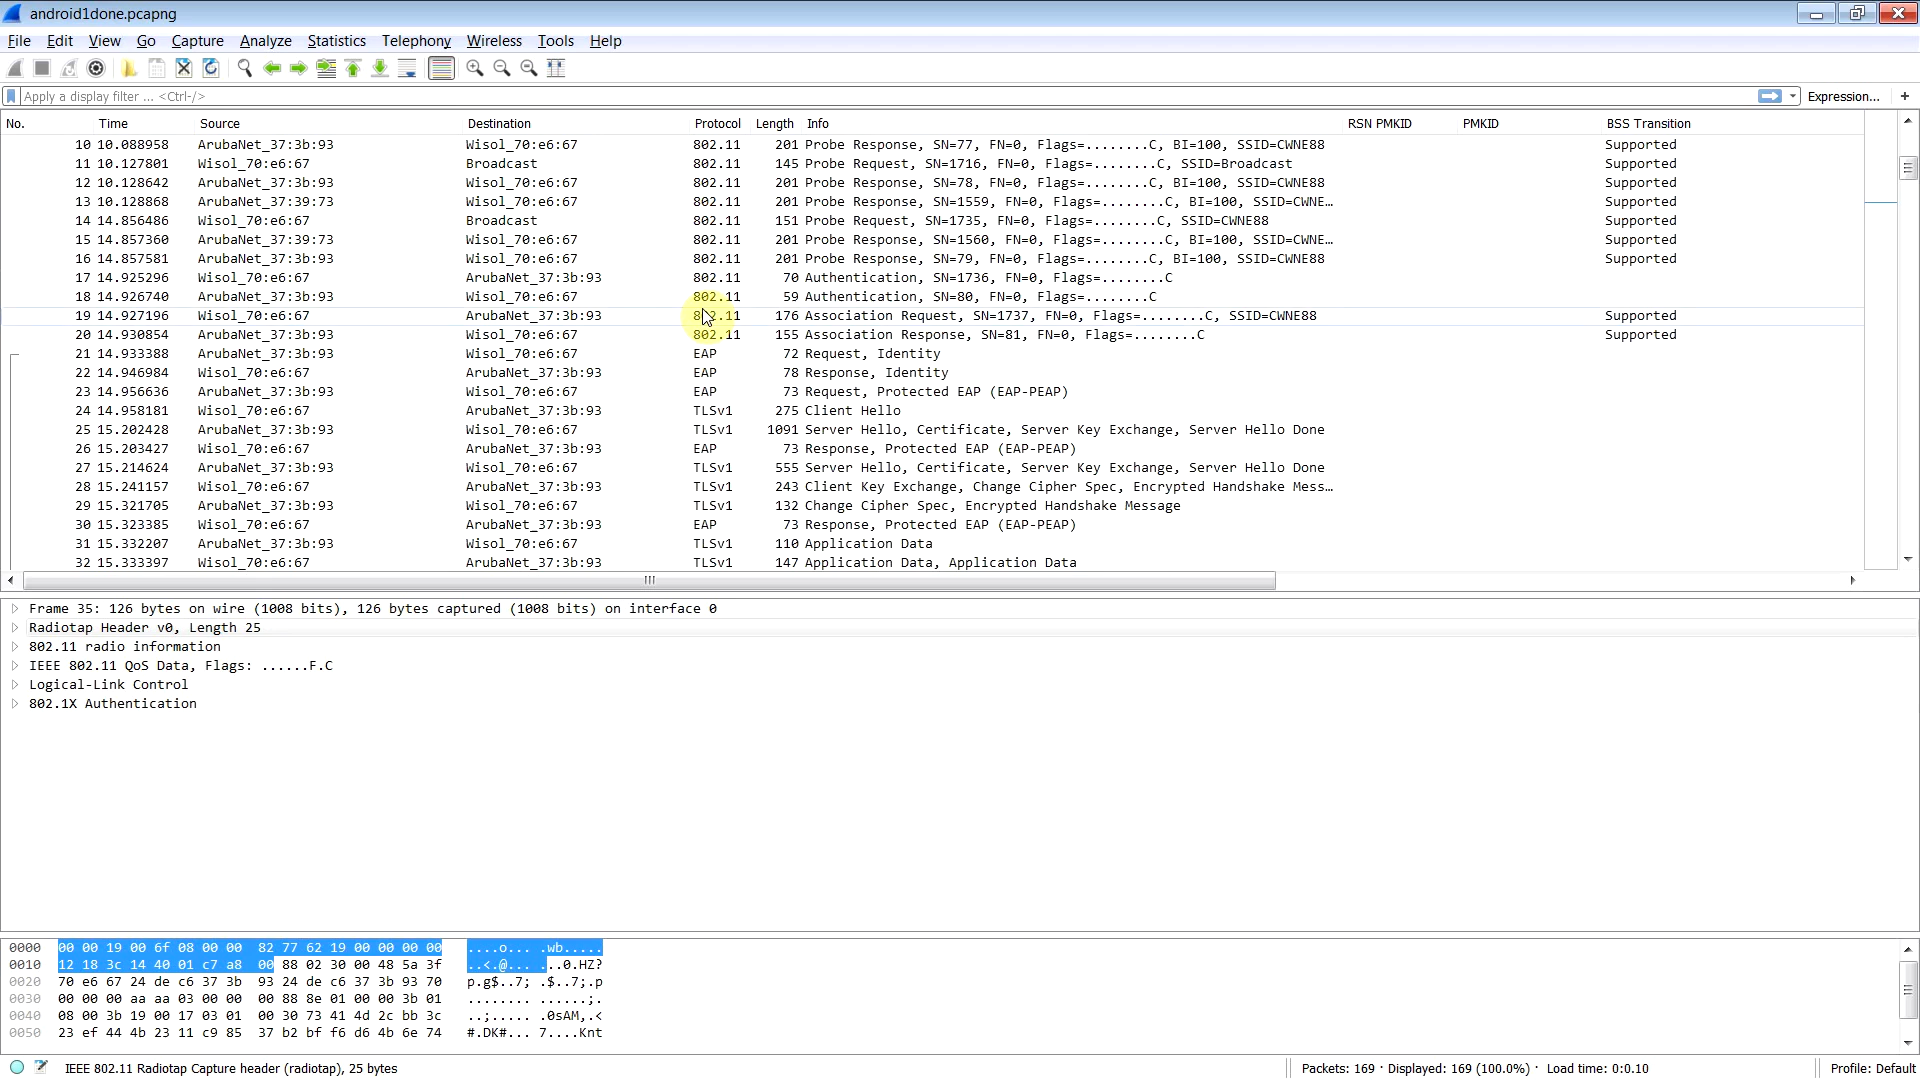 android1done.pcapng
File Edit View Go Capture Analyze Statistics Telephony Wireless Tools Help
Apply a display filter ... <Ctrl-/> Expression... +
No. Time Source Destination Protocol Length Info RSN PMKID PMKID BSS Transition
10 10.088958 ArubaNet_37:3b:93 Wisol_70:e6:67 802.11 201 Probe Response, SN=77, FN=0, Flags=........C, BI=100, SSID=CWNE88 Supported
11 10.127801 Wisol_70:e6:67 Broadcast 802.11 145 Probe Request, SN=1716, FN=0, Flags=........C, SSID=Broadcast Supported
12 10.128642 ArubaNet_37:3b:93 Wisol_70:e6:67 802.11 201 Probe Response, SN=78, FN=0, Flags=........C, BI=100, SSID=CWNE88 Supported
13 10.128868 ArubaNet_37:39:73 Wisol_70:e6:67 802.11 201 Probe Response, SN=1559, FN=0, Flags=........C, BI=100, SSID=CWNE… Supported
14 14.856486 Wisol_70:e6:67 Broadcast 802.11 151 Probe Request, SN=1735, FN=0, Flags=........C, SSID=CWNE88 Supported
15 14.857360 ArubaNet_37:39:73 Wisol_70:e6:67 802.11 201 Probe Response, SN=1560, FN=0, Flags=........C, BI=100, SSID=CWNE… Supported
16 14.857581 ArubaNet_37:3b:93 Wisol_70:e6:67 802.11 201 Probe Response, SN=79, FN=0, Flags=........C, BI=100, SSID=CWNE88 Supported
17 14.925296 Wisol_70:e6:67 ArubaNet_37:3b:93 802.11 70 Authentication, SN=1736, FN=0, Flags=........C
18 14.926740 ArubaNet_37:3b:93 Wisol_70:e6:67 802.11 59 Authentication, SN=80, FN=0, Flags=........C
19 14.927196 Wisol_70:e6:67 ArubaNet_37:3b:93 802.11 176 Association Request, SN=1737, FN=0, Flags=........C, SSID=CWNE88 Supported
20 14.930854 ArubaNet_37:3b:93 Wisol_70:e6:67 802.11 155 Association Response, SN=81, FN=0, Flags=........C Supported
21 14.933388 ArubaNet_37:3b:93 Wisol_70:e6:67 EAP 72 Request, Identity
22 14.946984 Wisol_70:e6:67 ArubaNet_37:3b:93 EAP 78 Response, Identity
23 14.956636 ArubaNet_37:3b:93 Wisol_70:e6:67 EAP 73 Request, Protected EAP (EAP-PEAP)
24 14.958181 Wisol_70:e6:67 ArubaNet_37:3b:93 TLSv1 275 Client Hello
25 15.202428 ArubaNet_37:3b:93 Wisol_70:e6:67 TLSv1 1091 Server Hello, Certificate, Server Key Exchange, Server Hello Done
26 15.203427 Wisol_70:e6:67 ArubaNet_37:3b:93 EAP 73 Response, Protected EAP (EAP-PEAP)
27 15.214624 ArubaNet_37:3b:93 Wisol_70:e6:67 TLSv1 555 Server Hello, Certificate, Server Key Exchange, Server Hello Done
28 15.241157 Wisol_70:e6:67 ArubaNet_37:3b:93 TLSv1 243 Client Key Exchange, Change Cipher Spec, Encrypted Handshake Mess…
29 15.321705 ArubaNet_37:3b:93 Wisol_70:e6:67 TLSv1 132 Change Cipher Spec, Encrypted Handshake Message
30 15.323385 Wisol_70:e6:67 ArubaNet_37:3b:93 EAP 73 Response, Protected EAP (EAP-PEAP)
31 15.332207 ArubaNet_37:3b:93 Wisol_70:e6:67 TLSv1 110 Application Data
32 15.333397 Wisol_70:e6:67 ArubaNet_37:3b:93 TLSv1 147 Application Data, Application Data
Frame 35: 126 bytes on wire (1008 bits), 126 bytes captured (1008 bits) on interface 0
Radiotap Header v0, Length 25
802.11 radio information
IEEE 802.11 QoS Data, Flags: ......F.C
Logical-Link Control
802.1X Authentication
0000 00 00 19 00 6f 08 00 00 82 77 62 19 00 00 00 00 ....o... .wb.....
0010 12 18 3c 14 40 01 c7 a8 00 88 02 30 00 48 5a 3f ..<.@... ...0.HZ?
0020 70 e6 67 24 de c6 37 3b 93 24 de c6 37 3b 93 70 p.g$..7; .$..7;.p
0030 00 00 00 aa aa 03 00 00 00 88 8e 01 00 00 3b 01 ........ ......;.
0040 08 00 3b 19 00 17 03 01 00 30 73 41 4d 2c bb 3c ..;..... .0sAM,.<
0050 23 ef 44 4b 23 11 c9 85 37 b2 bf f6 d6 4b 6e 74 #.DK#... 7....Knt
IEEE 802.11 Radiotap Capture header (radiotap), 25 bytes Packets: 169 · Displayed: 169 (100.0%) · Load time: 0:0.10 Profile: Default